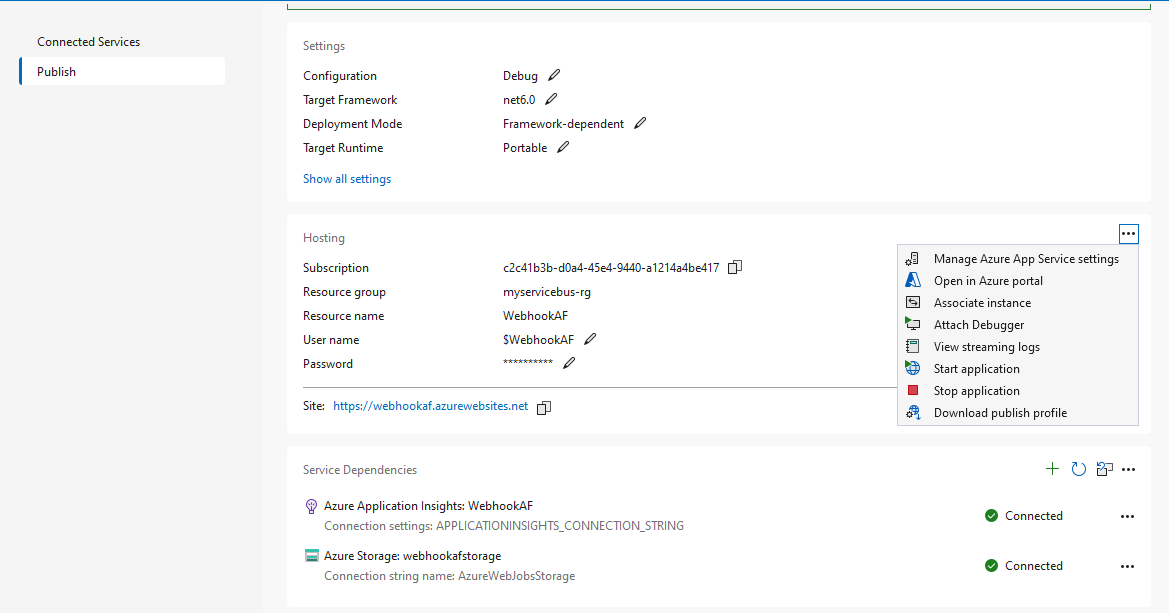 Connected Services
Publish
Settings
Configuration Debug
Target Framework net6.0
Deployment Mode Framework-dependent
Target Runtime Portable
Show all settings
Hosting
Subscription c2c41b3b-d0a4-45e4-9440-a1214a4be417
Resource group myservicebus-rg
Resource name WebhookAF
User name $WebhookAF
Password **********
Site: https://webhookaf.azurewebsites.net
Manage Azure App Service settings
Open in Azure portal
Associate instance
Attach Debugger
View streaming logs
Start application
Stop application
Download publish profile
Service Dependencies
Azure Application Insights: WebhookAF
Connection settings: APPLICATIONINSIGHTS_CONNECTION_STRING
Connected
Azure Storage: webhookafstorage
Connection string name: AzureWebJobsStorage
Connected